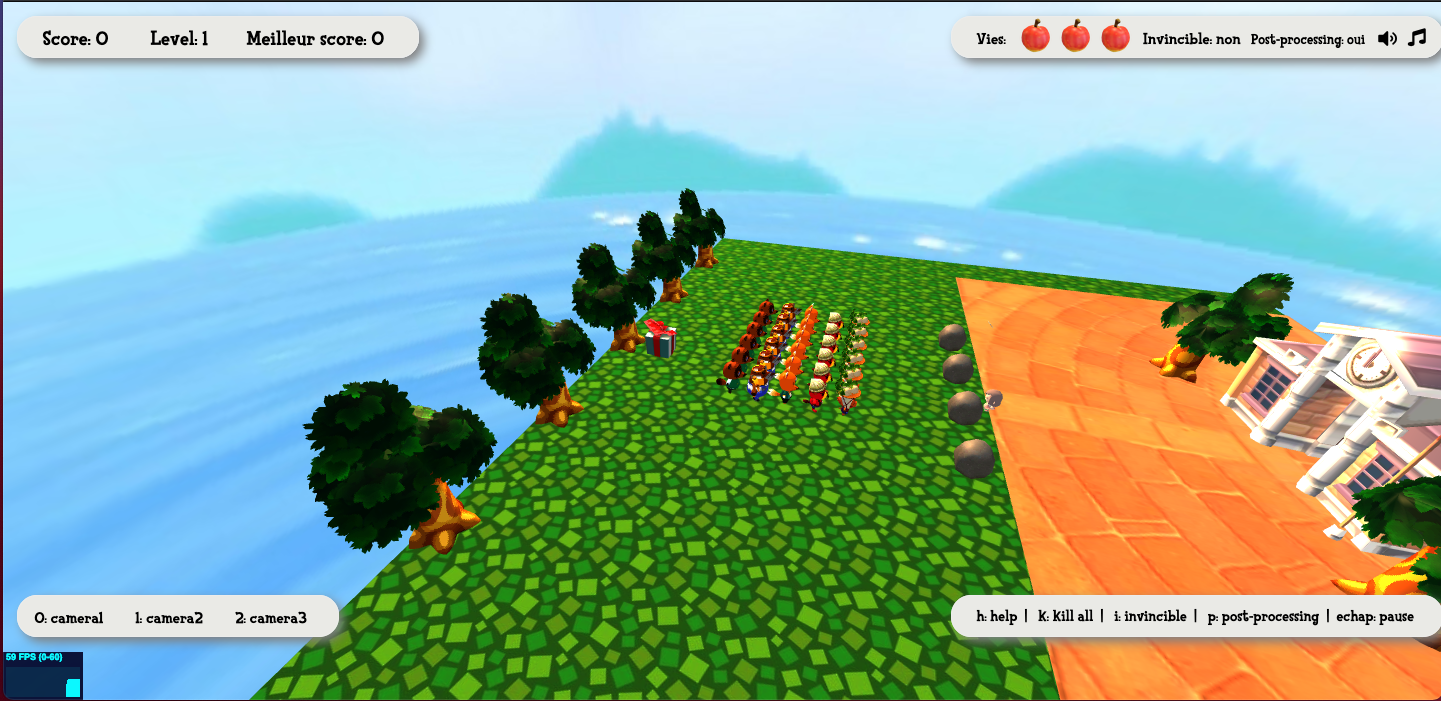 Score: 0 Level: 1 Meilleur score: 0
Vies: Invincible: non Post-processing: oui
0: camera1 1: camera2 2: camera3
h: help | K: Kill all | i: invincible | p: post-processing | echap: pause
59 FPS (0-60)